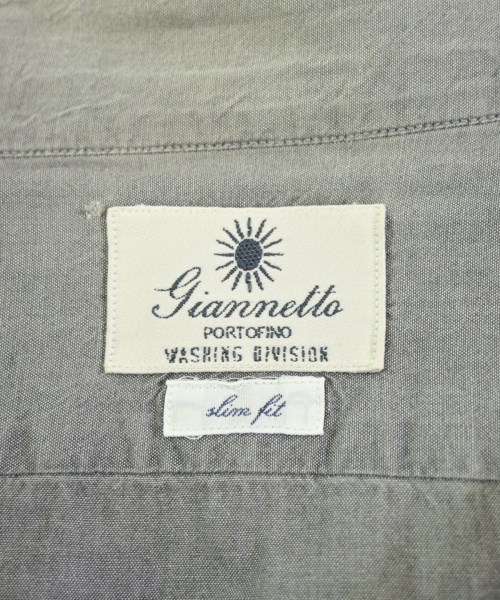 Giannetto
PORTOFINO
WASHING DIVISION
slim fit